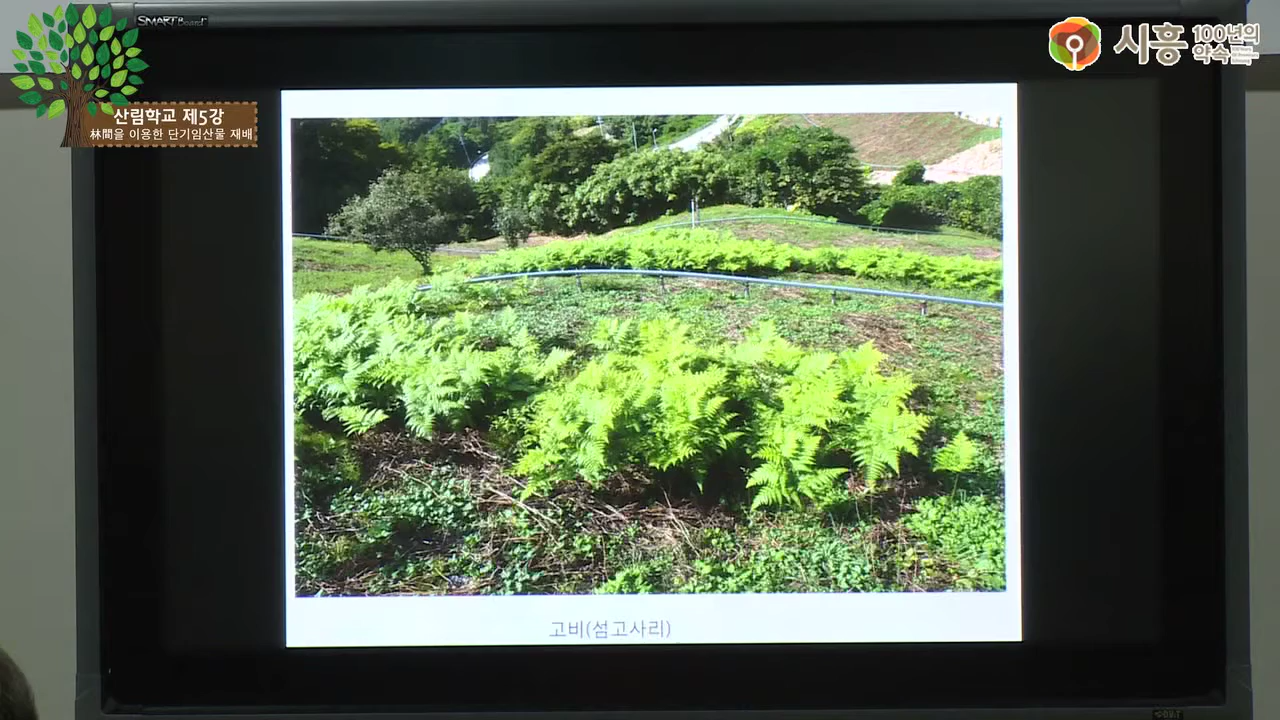 SMART Board
산림학교 제5강
林間을 이용한 단기임산물 재배
시흥
100년의
약속
고비(섬고사리)